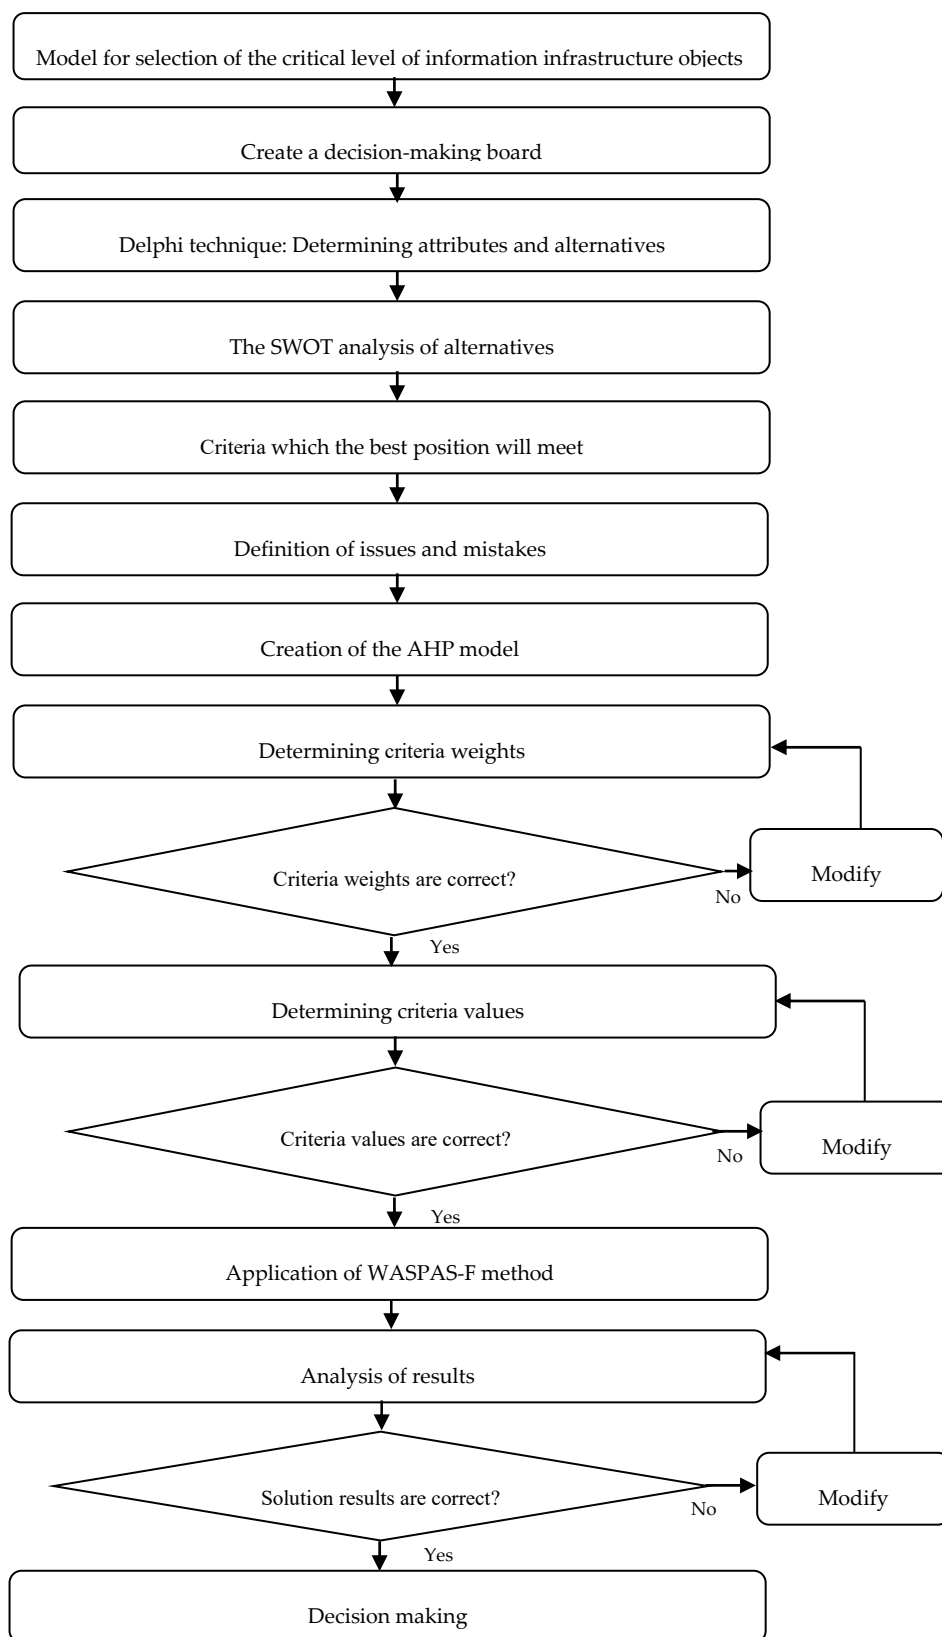 Model for selection of the critical level of information infrastructure objects
Create a decision-making board
Delphi technique: Determining attributes and alternatives
The SWOT analysis of alternatives
Criteria which the best position will meet
Definition of issues and mistakes
Creation of the AHP model
Determining criteria weights
Criteria weights are correct?
No
Modify
Yes
Determining criteria values
Criteria values are correct?
No
Modify
Yes
Application of WASPAS-F method
Analysis of results
Solution results are correct?
No
Modify
Yes
Decision making